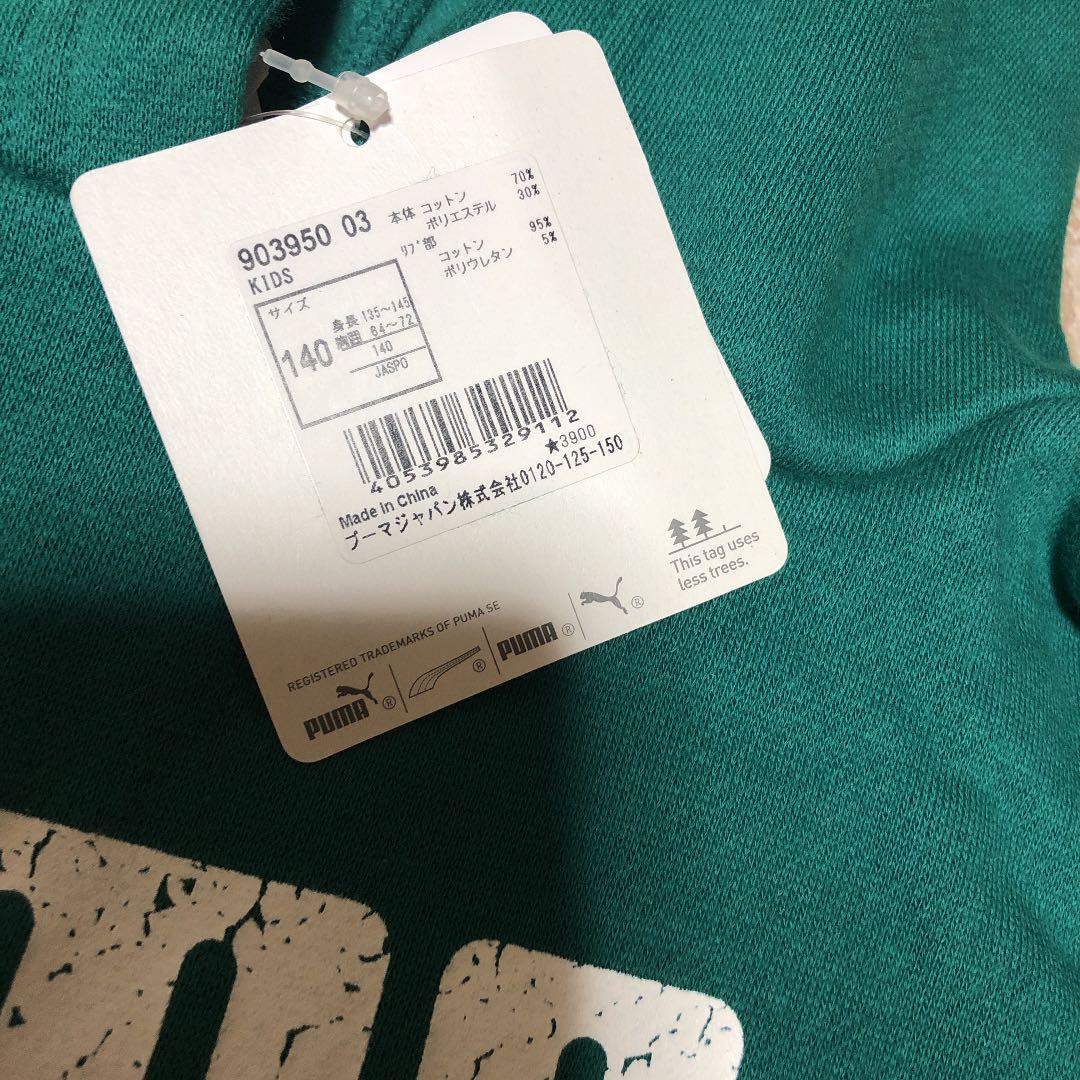 903950 03
KIDS
本体 コットン 70%
ポリエステル 30%
リブ部
コットン 95%
ポリウレタン 5%
サイズ
140
身長 135～145
胸囲 64～72
140
JASPO
4053985329112
★3900
Made in China
プーマジャパン株式会社0120-125-150
This tag uses
less trees.
REGISTERED TRADEMARKS OF PUMA SE
PUMA® ® PUMA® ®